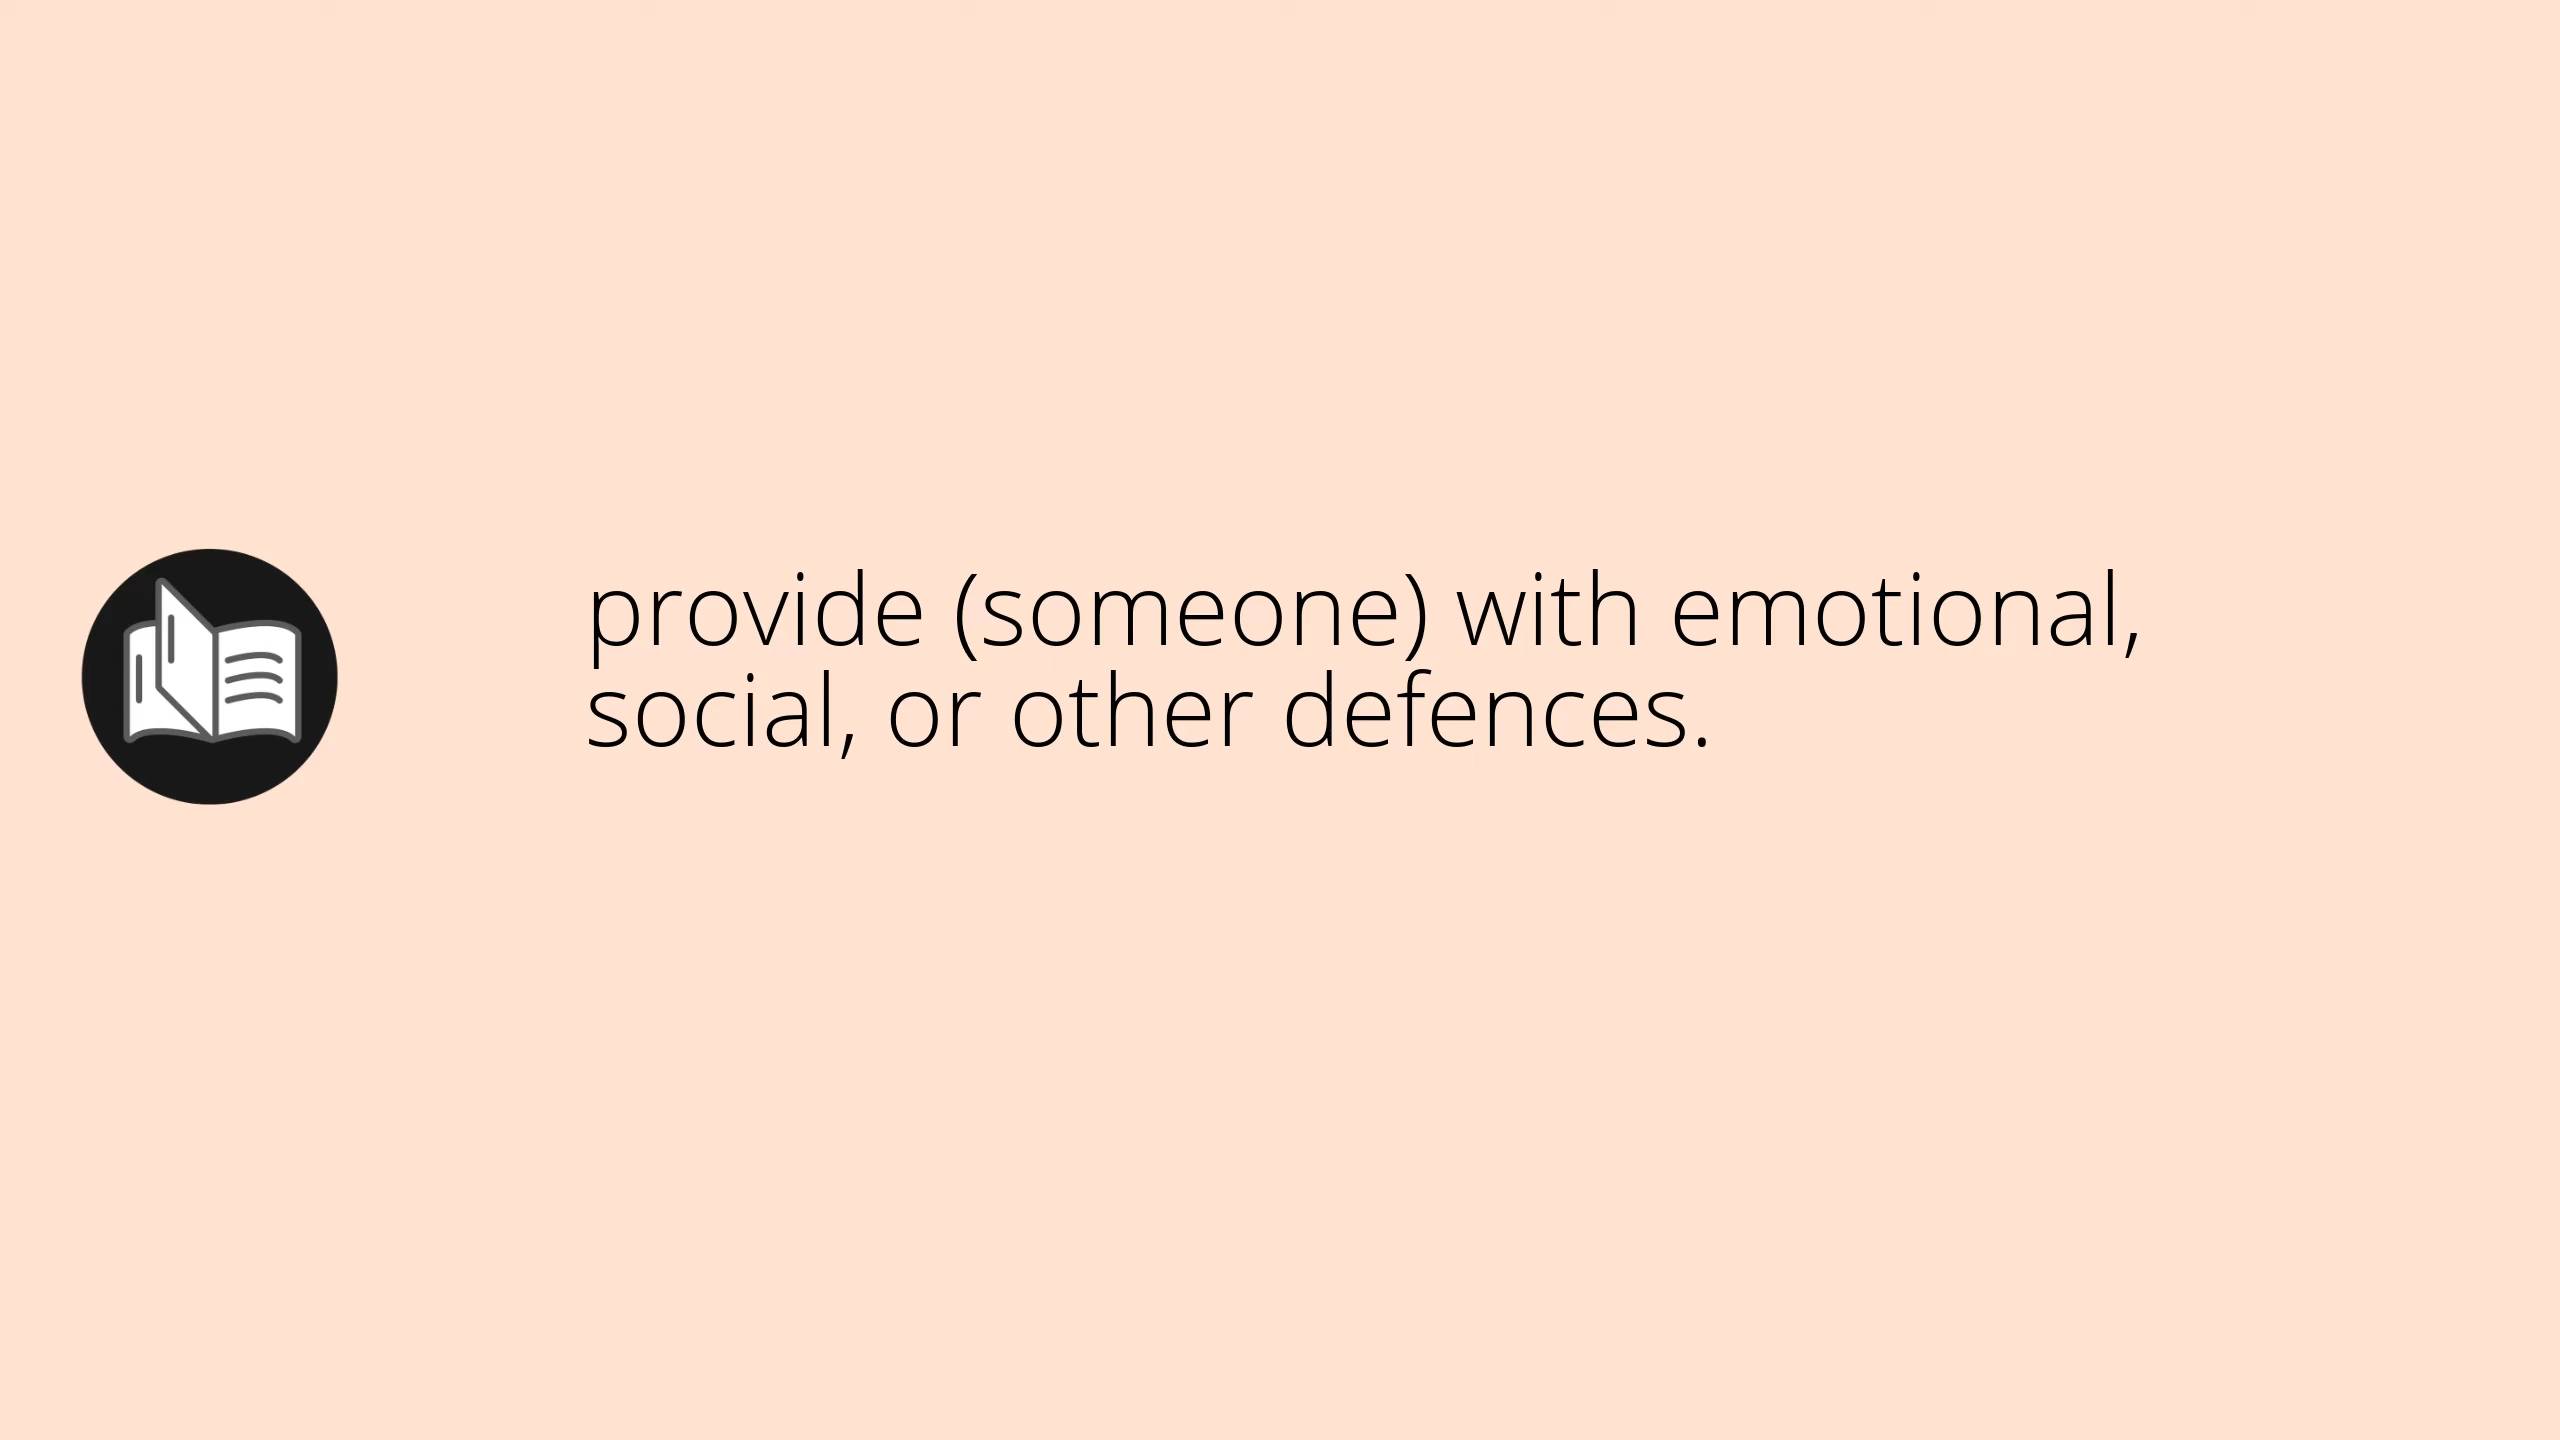 provide (someone) with emotional,
social, or other defences.